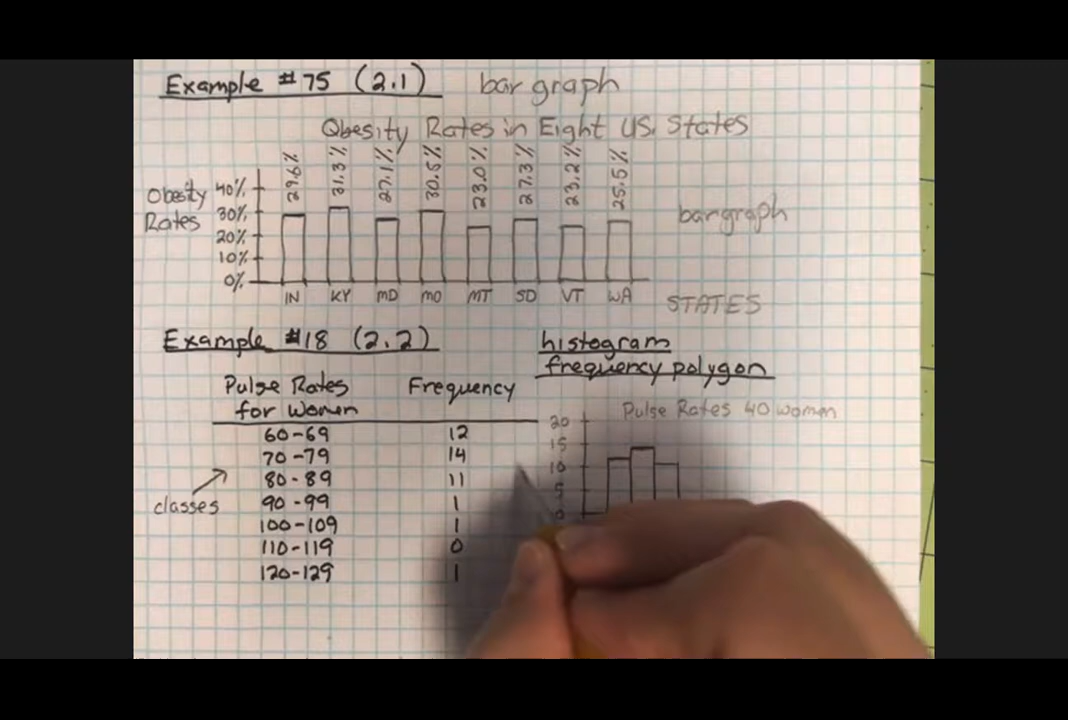 Example #75 (2.1) bar graph
Obesity Rates in Eight U.S. States
29.6% 31.3% 27.1% 30.5% 23.0% 27.3% 23.2% 25.5%
Obesity Rates
40%
30%
20%
10%
0%
bar graph
IN KY MD MO MT SD VT WA
STATES
Example #18 (2.2)
histogram
frequency polygon
Pulse Rates for Women Frequency
60-69 12
70-79 14
80-89 11
90-99 1
100-109 1
110-119 0
120-129 1
classes
Pulse Rates 40 women
20
15
10
5
0